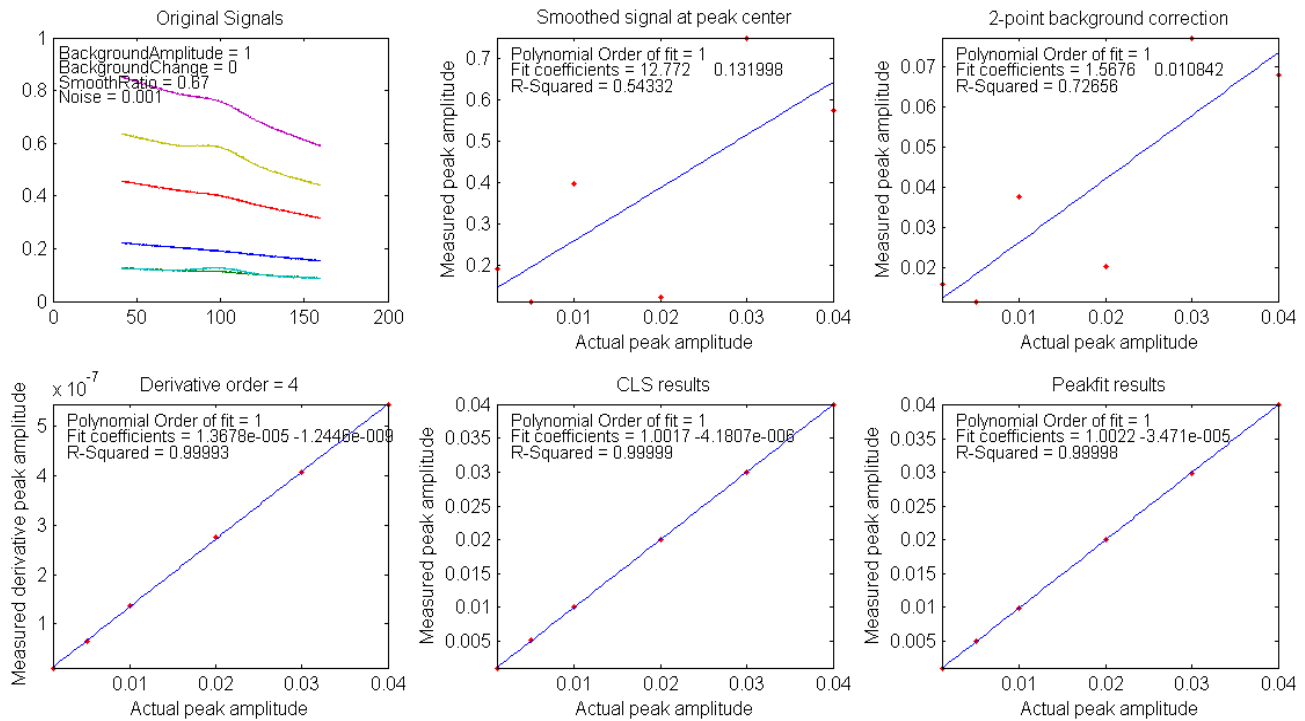 Original Signals
BackgroundAmplitude = 1
BackgroundChange = 0
SmoothRatio = 0.67
Noise = 0.001
1
0.8
0.6
0.4
0.2
0
0 50 100 150 200
Smoothed signal at peak center
Polynomial Order of fit = 1
Fit coefficients = 12.772 0.131998
R-Squared = 0.54332
Measured peak amplitude
0.7
0.6
0.5
0.4
0.3
0.2
0.01 0.02 0.03 0.04
Actual peak amplitude
2-point background correction
Polynomial Order of fit = 1
Fit coefficients = 1.5676 0.010842
R-Squared = 0.72656
Measured peak amplitude
0.07
0.06
0.05
0.04
0.03
0.02
0.01 0.02 0.03 0.04
Actual peak amplitude
x 10-7
Derivative order = 4
Polynomial Order of fit = 1
Fit coefficients = 1.3678e-005 -1.2446e-009
R-Squared = 0.99993
Measured derivative peak amplitude
5
4
3
2
1
0.01 0.02 0.03 0.04
Actual peak amplitude
CLS results
Polynomial Order of fit = 1
Fit coefficients = 1.0017 -4.1807e-006
R-Squared = 0.99999
Measured peak amplitude
0.04
0.035
0.03
0.025
0.02
0.015
0.01
0.005
0.01 0.02 0.03 0.04
Actual peak amplitude
Peakfit results
Polynomial Order of fit = 1
Fit coefficients = 1.0022 -3.471e-005
R-Squared = 0.99998
Measured peak amplitude
0.04
0.035
0.03
0.025
0.02
0.015
0.01
0.005
0.01 0.02 0.03 0.04
Actual peak amplitude